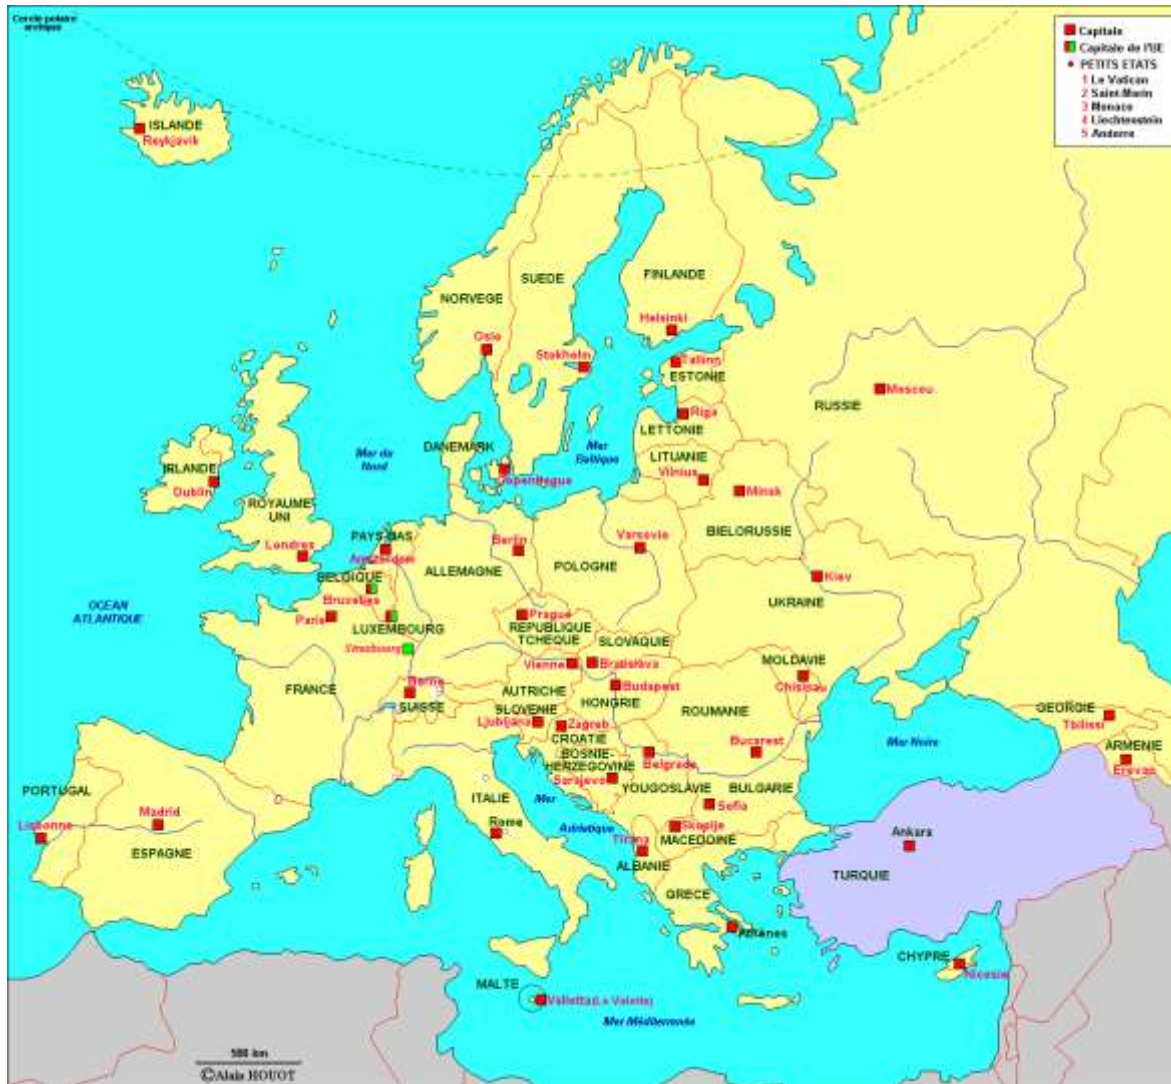 Cercle polaire
arctique
Capitale
Capitale de l'UE
PETITS ETATS
1 Le Vatican
2 Saint-Marin
3 Monaco
4 Liechtenstein
5 Andorre
ISLANDE
Reykjavik
SUEDE
FINLANDE
NORVEGE
Helsinki
Oslo
Stokholm
Tallinn
ESTONIE
Moscou
RUSSIE
Riga
LETTONIE
DANEMARK
Mer du
Nord
Mer
Baltique
LITUANIE
Vilnius
IRLANDE
Dublin
Copenhague
Minsk
ROYAUME-
UNI
BIELORUSSIE
PAYS-BAS
Varsovie
Londres
Amsterdam
Berlin
ALLEMAGNE
POLOGNE
BELGIQUE
Kiev
Bruxelles
UKRAINE
OCEAN
ATLANTIQUE
Paris
LUXEMBOURG
Prague
REPUBLIQUE
TCHEQUE
SLOVAQUIE
Strasbourg
Vienne
Bratislava
MOLDAVIE
FRANCE
Berne
AUTRICHE
Budapest
HONGRIE
Chisinau
SUISSE
SLOVENIE
ROUMANIE
GEORGIE
Ljubljana
Zagreb
Tbilissi
CROATIE
Mer Noire
BOSNIE-
HERZEGOVINE
Belgrade
Bucarest
ARMENIE
Erevan
Sarajevo
YOUGOSLAVIE
BULGARIE
PORTUGAL
ITALIE
Mer
Adriatique
Sofia
Madrid
Lisbonne
Rome
Skoplje
MACEDOINE
Ankara
ESPAGNE
Tirana
ALBANIE
TURQUIE
GRECE
Athènes
CHYPRE
Nicosie
MALTE
Valletta(La Valette)
Mer Méditerranée
500 km
©Alain HOUOT